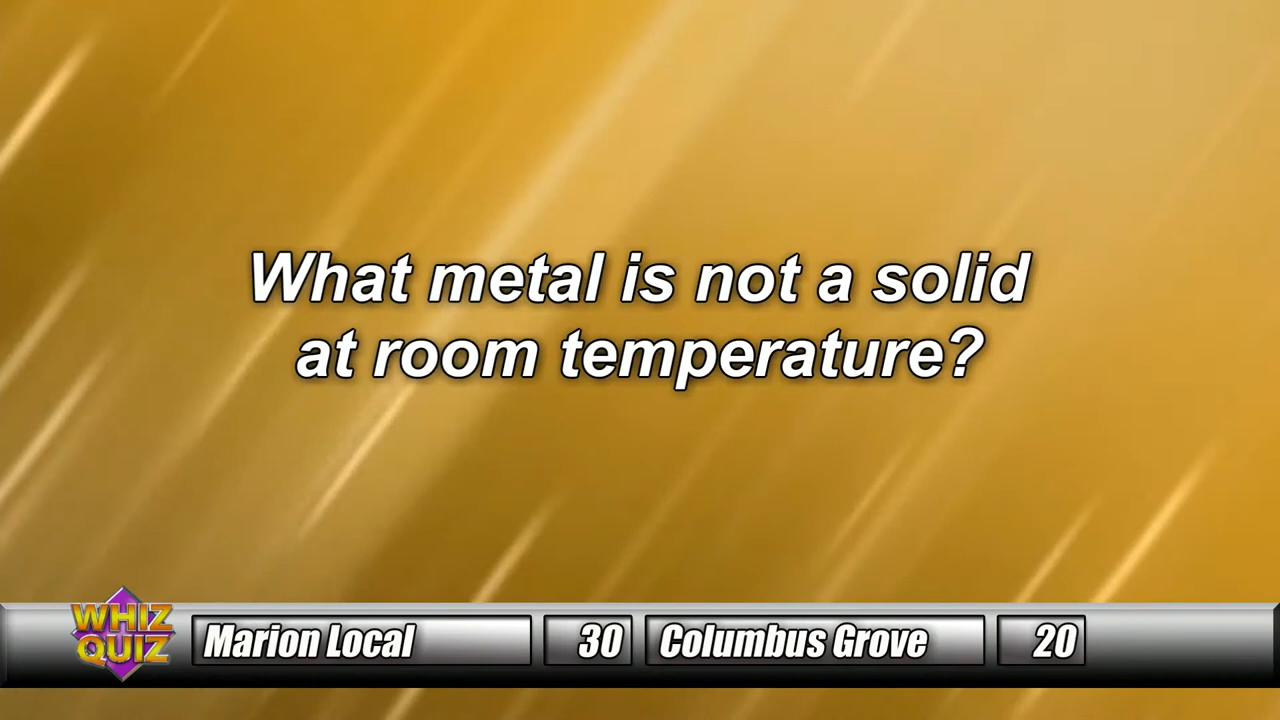 What metal is not a solid
at room temperature?
WHIZ
QUIZ
Marion Local 30 Columbus Grove 20